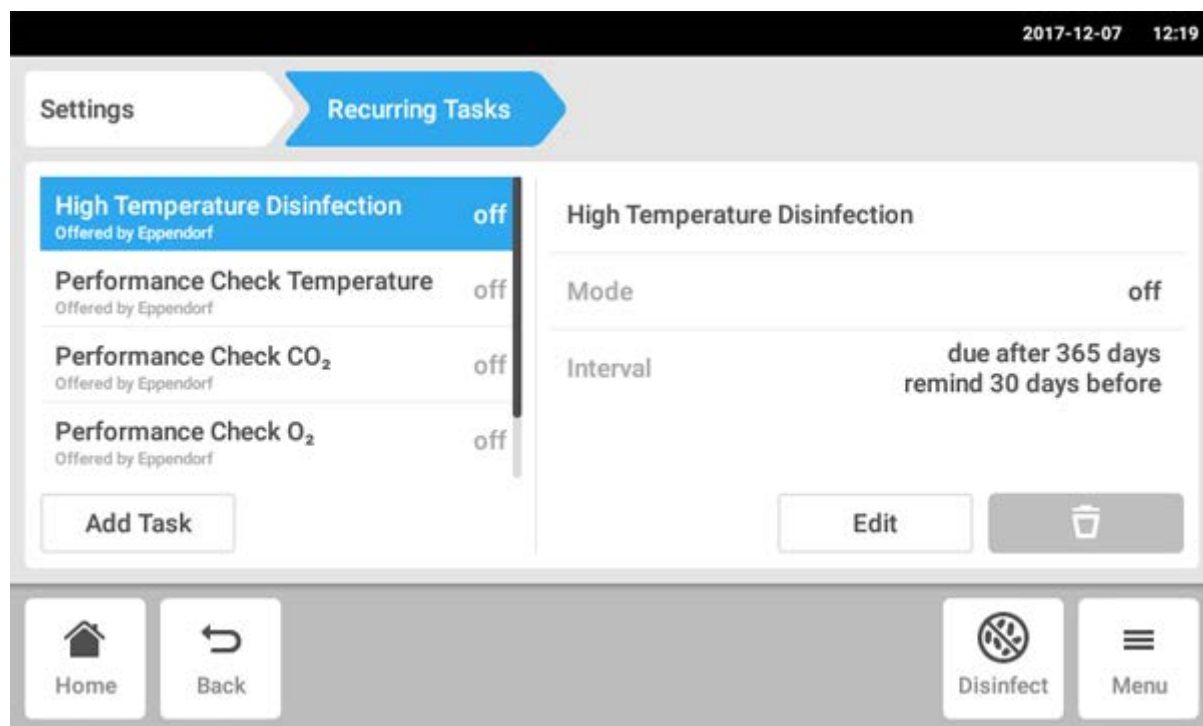 2017-12-07 12:19
Settings
Recurring Tasks
High Temperature Disinfection off
Offered by Eppendorf
Performance Check Temperature off
Offered by Eppendorf
Performance Check CO₂ off
Offered by Eppendorf
Performance Check O₂ off
Offered by Eppendorf
Add Task
High Temperature Disinfection
Mode off
Interval due after 365 days
remind 30 days before
Edit
Home
Back
Disinfect
Menu